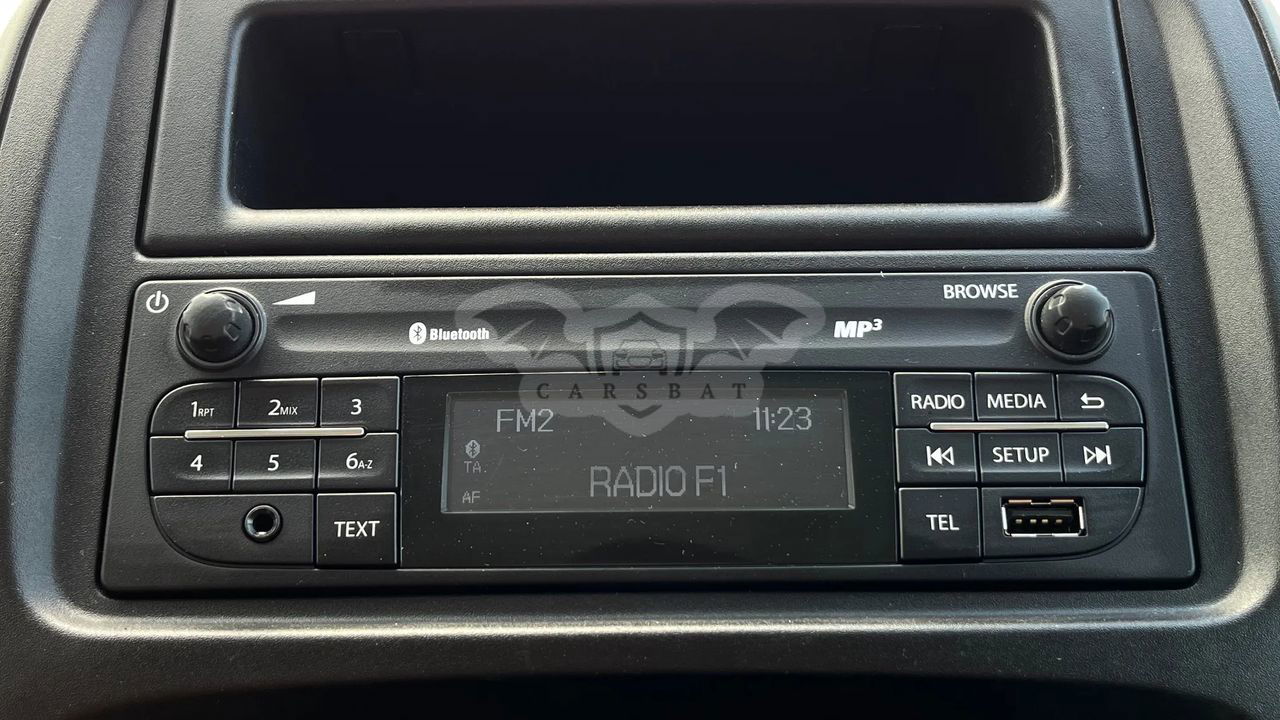 BROWSE
Bluetooth
MP3
CARSBAT
1RPT 2MIX 3
RADIO MEDIA
FM2 11:23
4 5 6A-Z
TA
RADIO F1
SETUP
AF
TEXT
TEL